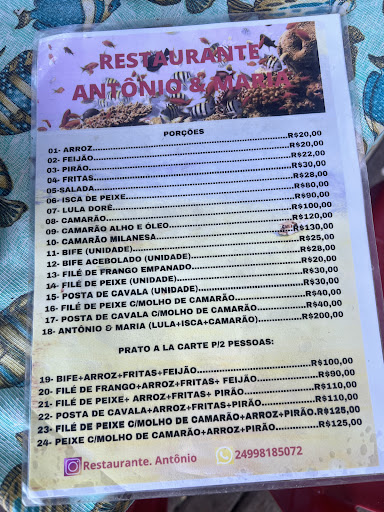 RESTAURANTE
ANTÔNIO & MARIA
PORÇÕES
01- ARROZ....................R$20,00
02- FEIJÃO....................R$20,00
03- PIRÃO....................R$22,00
04- FRITAS....................R$30,00
05-SALADA....................R$28,00
06- ISCA DE PEIXE....................R$80,00
07- LULA DORÉ....................R$90,00
08- CAMARÃO....................R$100,00
09- CAMARÃO ALHO E ÓLEO....................R$120,00
10- CAMARÃO MILANESA....................R$130,00
11- BIFE (UNIDADE)....................R$25,00
12- BIFE ACEBOLADO (UNIDADE)....................R$28,00
13- FILÉ DE FRANGO EMPANADO....................R$20,00
14- FILÉ DE PEIXE (UNIDADE)....................R$30,00
15- POSTA DE CAVALA (UNIDADE)....................R$30,00
16- FILÉ DE PEIXE C/MOLHO DE CAMARÃO....................R$40,00
17- POSTA DE CAVALA C/MOLHO DE CAMARÃO....................R$40,00
18- ANTÔNIO & MARIA (LULA+ISCA+CAMARÃO)....................R$200,00
PRATO A LA CARTE P/2 PESSOAS:
19- BIFE+ARROZ+FRITAS+FEIJÃO....................R$100,00
20- FILÉ DE FRANGO+ARROZ+FRITAS+ FEIJÃO....................R$90,00
21- FILÉ DE PEIXE+ ARROZ+FRITAS+ PIRÃO....................R$110,00
22- POSTA DE CAVALA+ARROZ+FRITAS+PIRÃO....................R$110,00
23- FILÉ DE PEIXE C/MOLHO DE CAMARÃO+ARROZ+PIRÃO.R$125,00
24- PEIXE C/MOLHO DE CAMARÃO+ARROZ+PIRÃO....................R$125,00
Restaurante. Antônio 24998185072